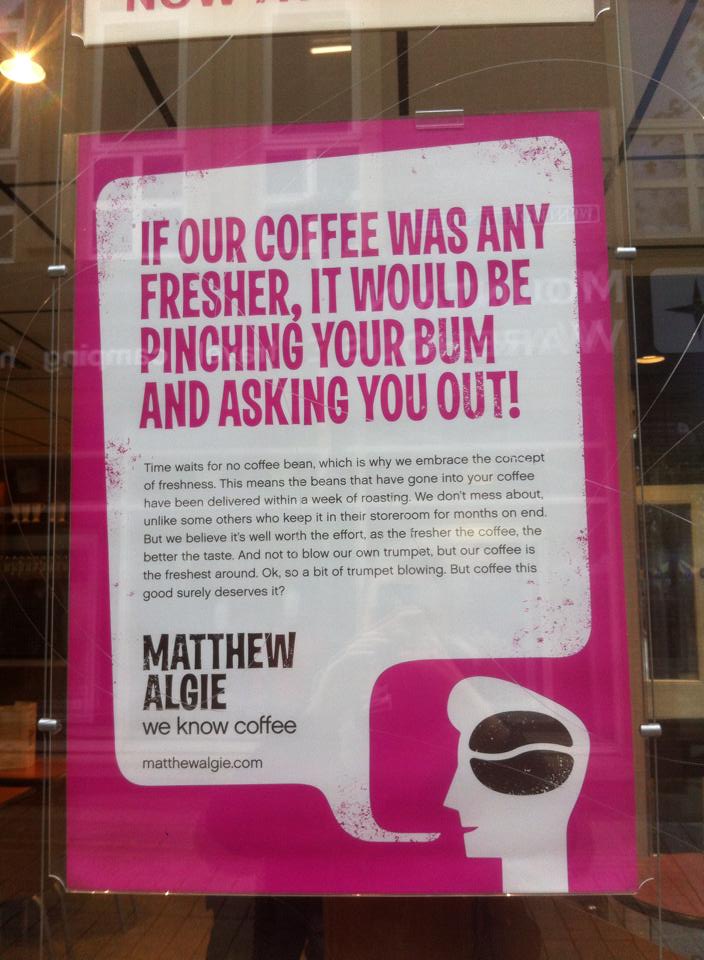 IF OUR COFFEE WAS ANY
FRESHER, IT WOULD BE
PINCHING YOUR BUM
AND ASKING YOU OUT!
Time waits for no coffee bean, which is why we embrace the concept
of freshness. This means the beans that have gone into your coffee
have been delivered within a week of roasting. We don't mess about,
unlike some others who keep it in their storeroom for months on end.
But we believe it's well worth the effort, as the fresher the coffee, the
better the taste. And not to blow our own trumpet, but our coffee is
the freshest around. Ok, so a bit of trumpet blowing. But coffee this
good surely deserves it?
MATTHEW
ALGIE
we know coffee
matthewalgie.com